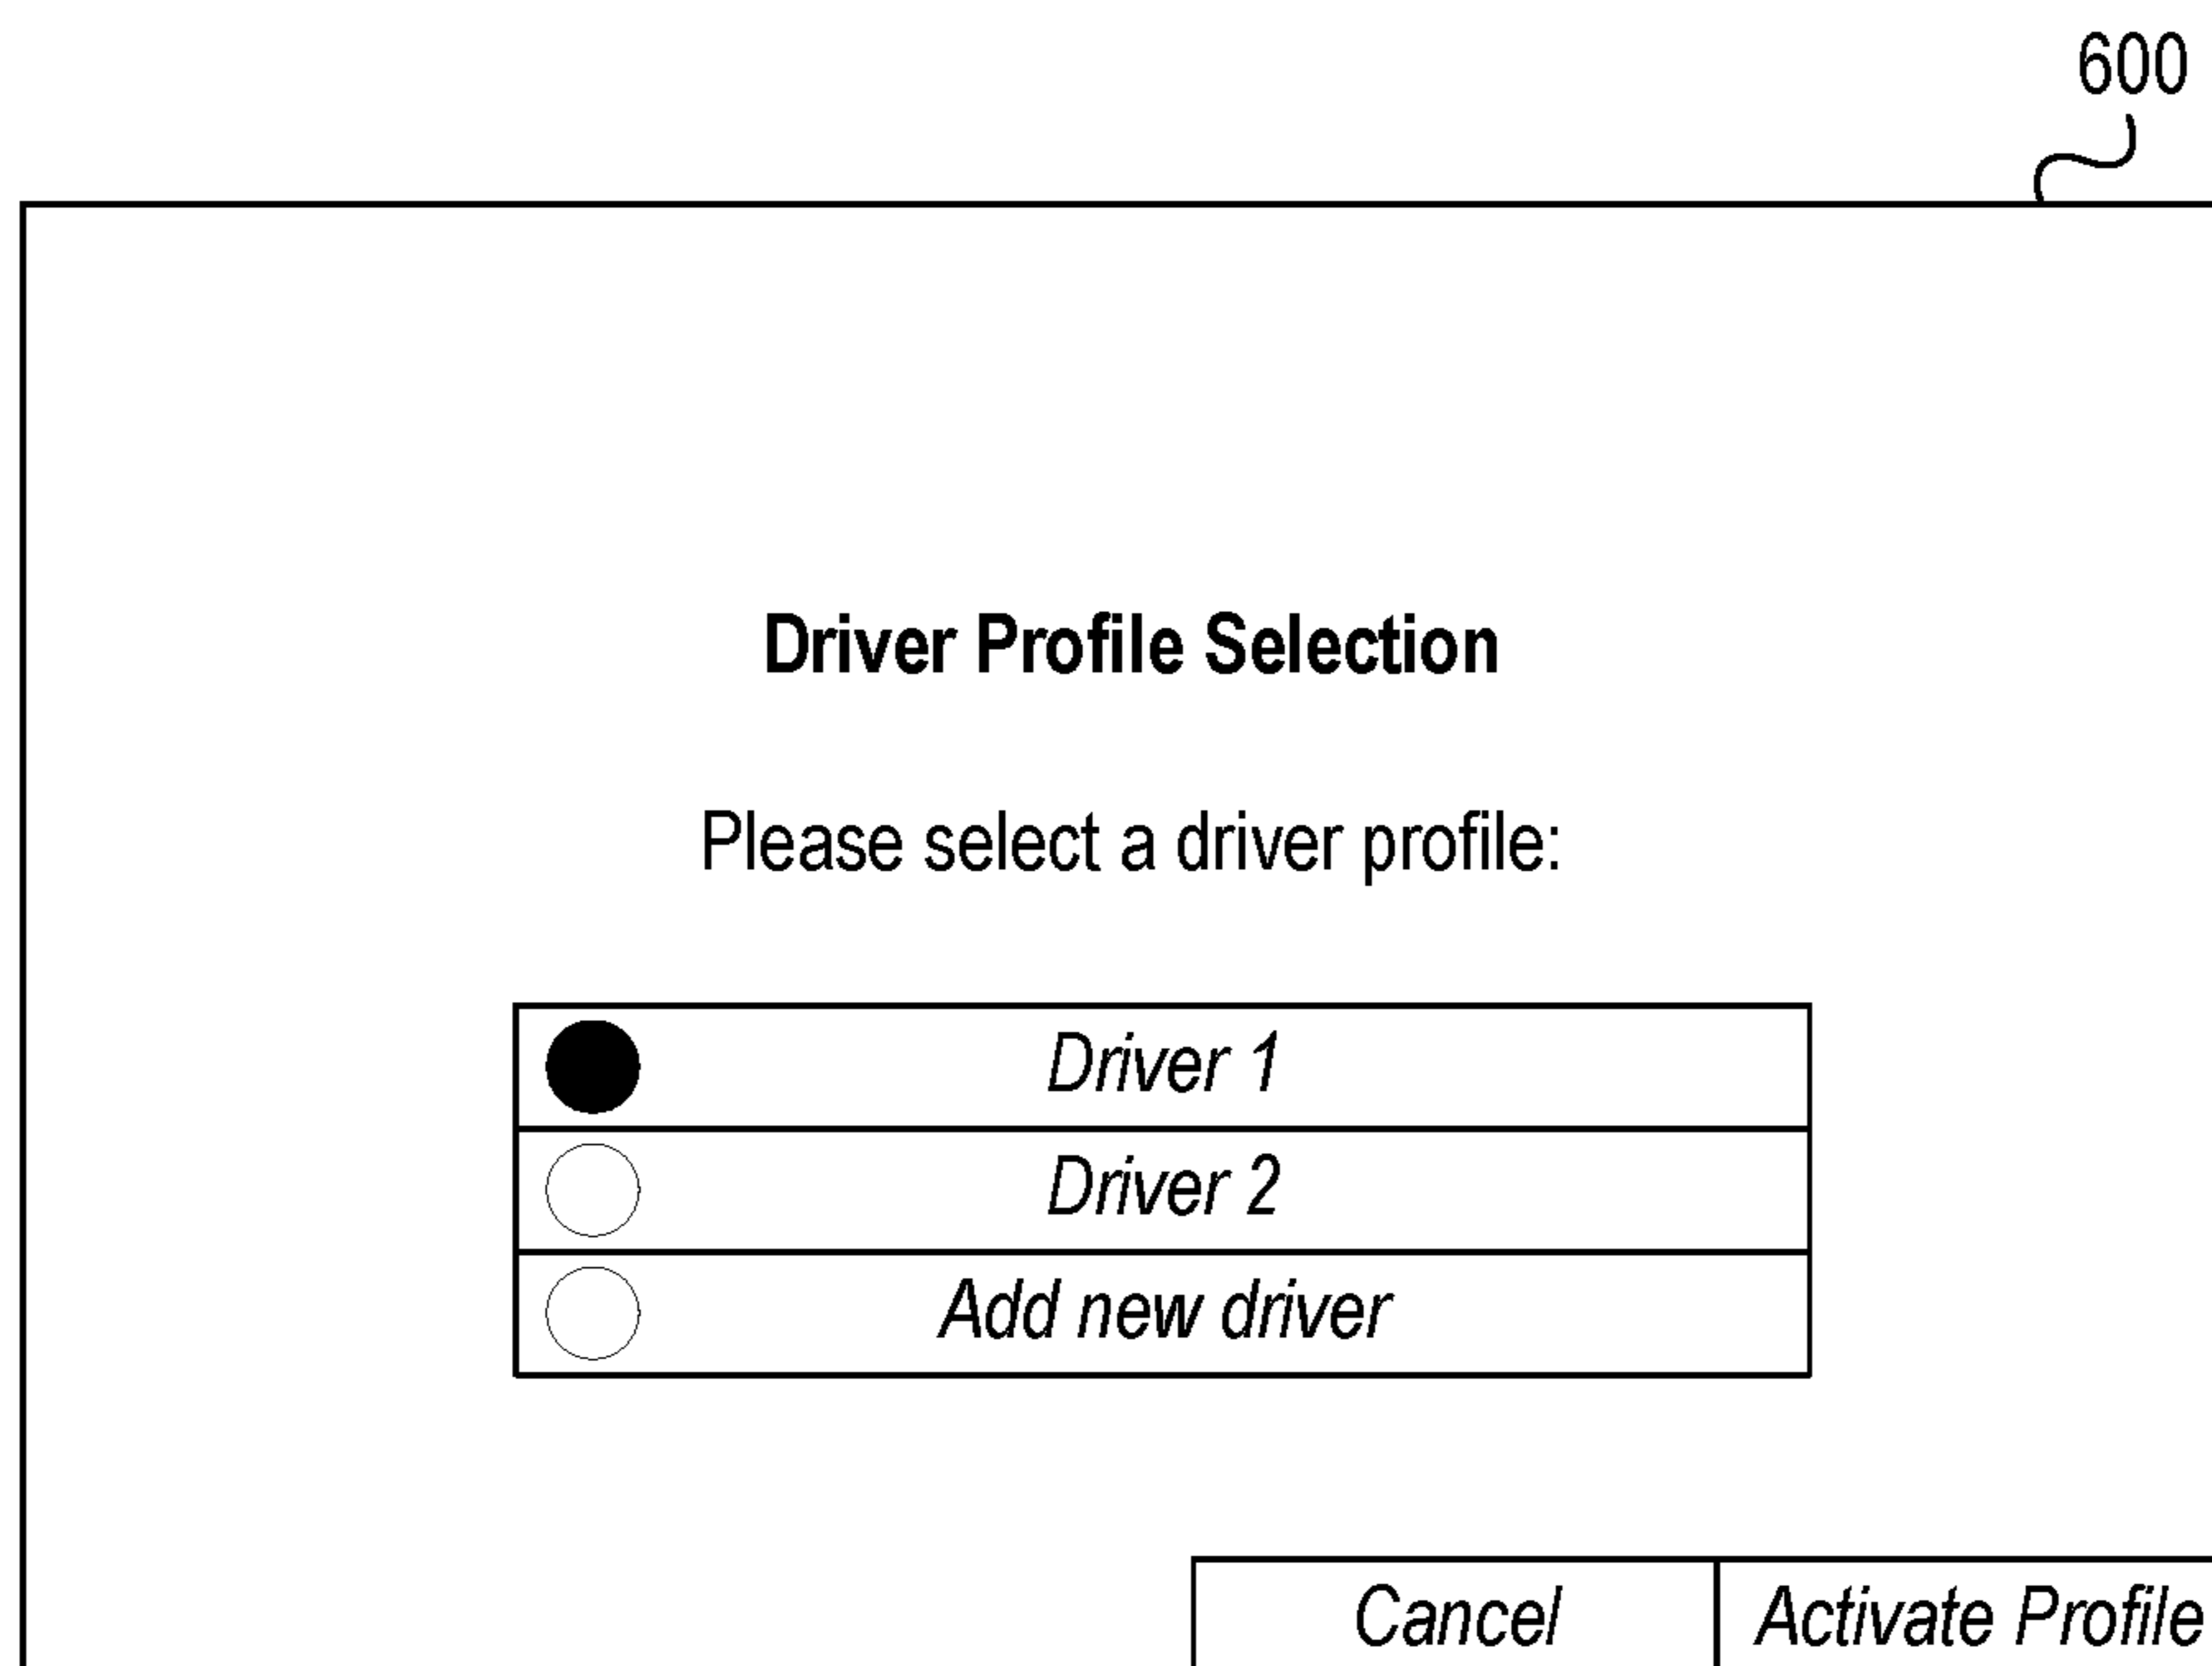 600
Driver Profile Selection
Please select a driver profile:
Driver 1
Driver 2
Add new driver
Cancel Activate Profile